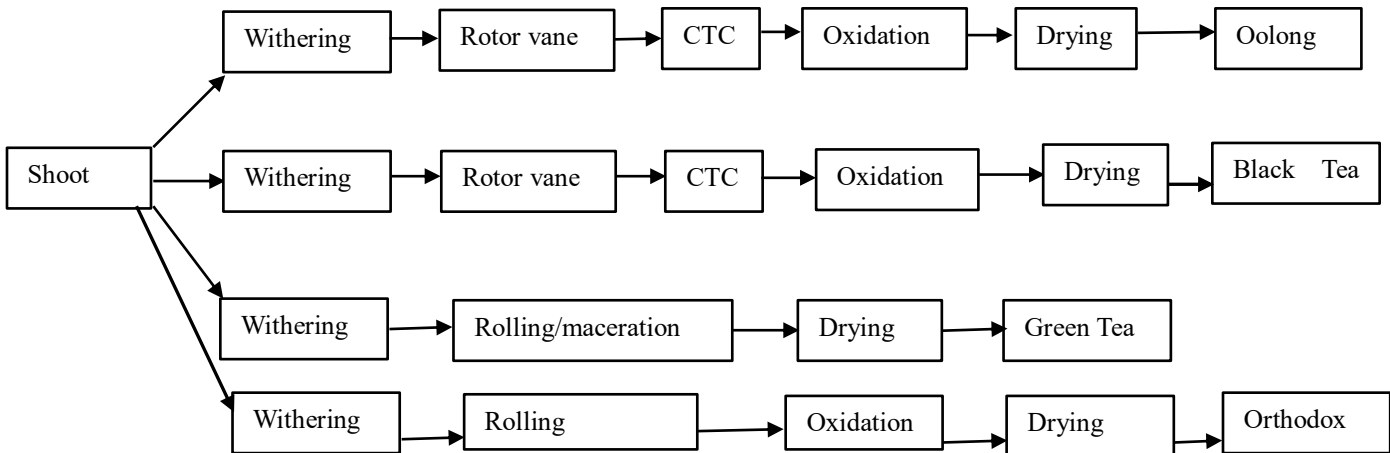 Withering Rotor vane CTC Oxidation Drying Oolong
Shoot Withering Rotor vane CTC Oxidation Drying Black Tea
Withering Rolling/maceration Drying Green Tea
Withering Rolling Oxidation Drying Orthodox